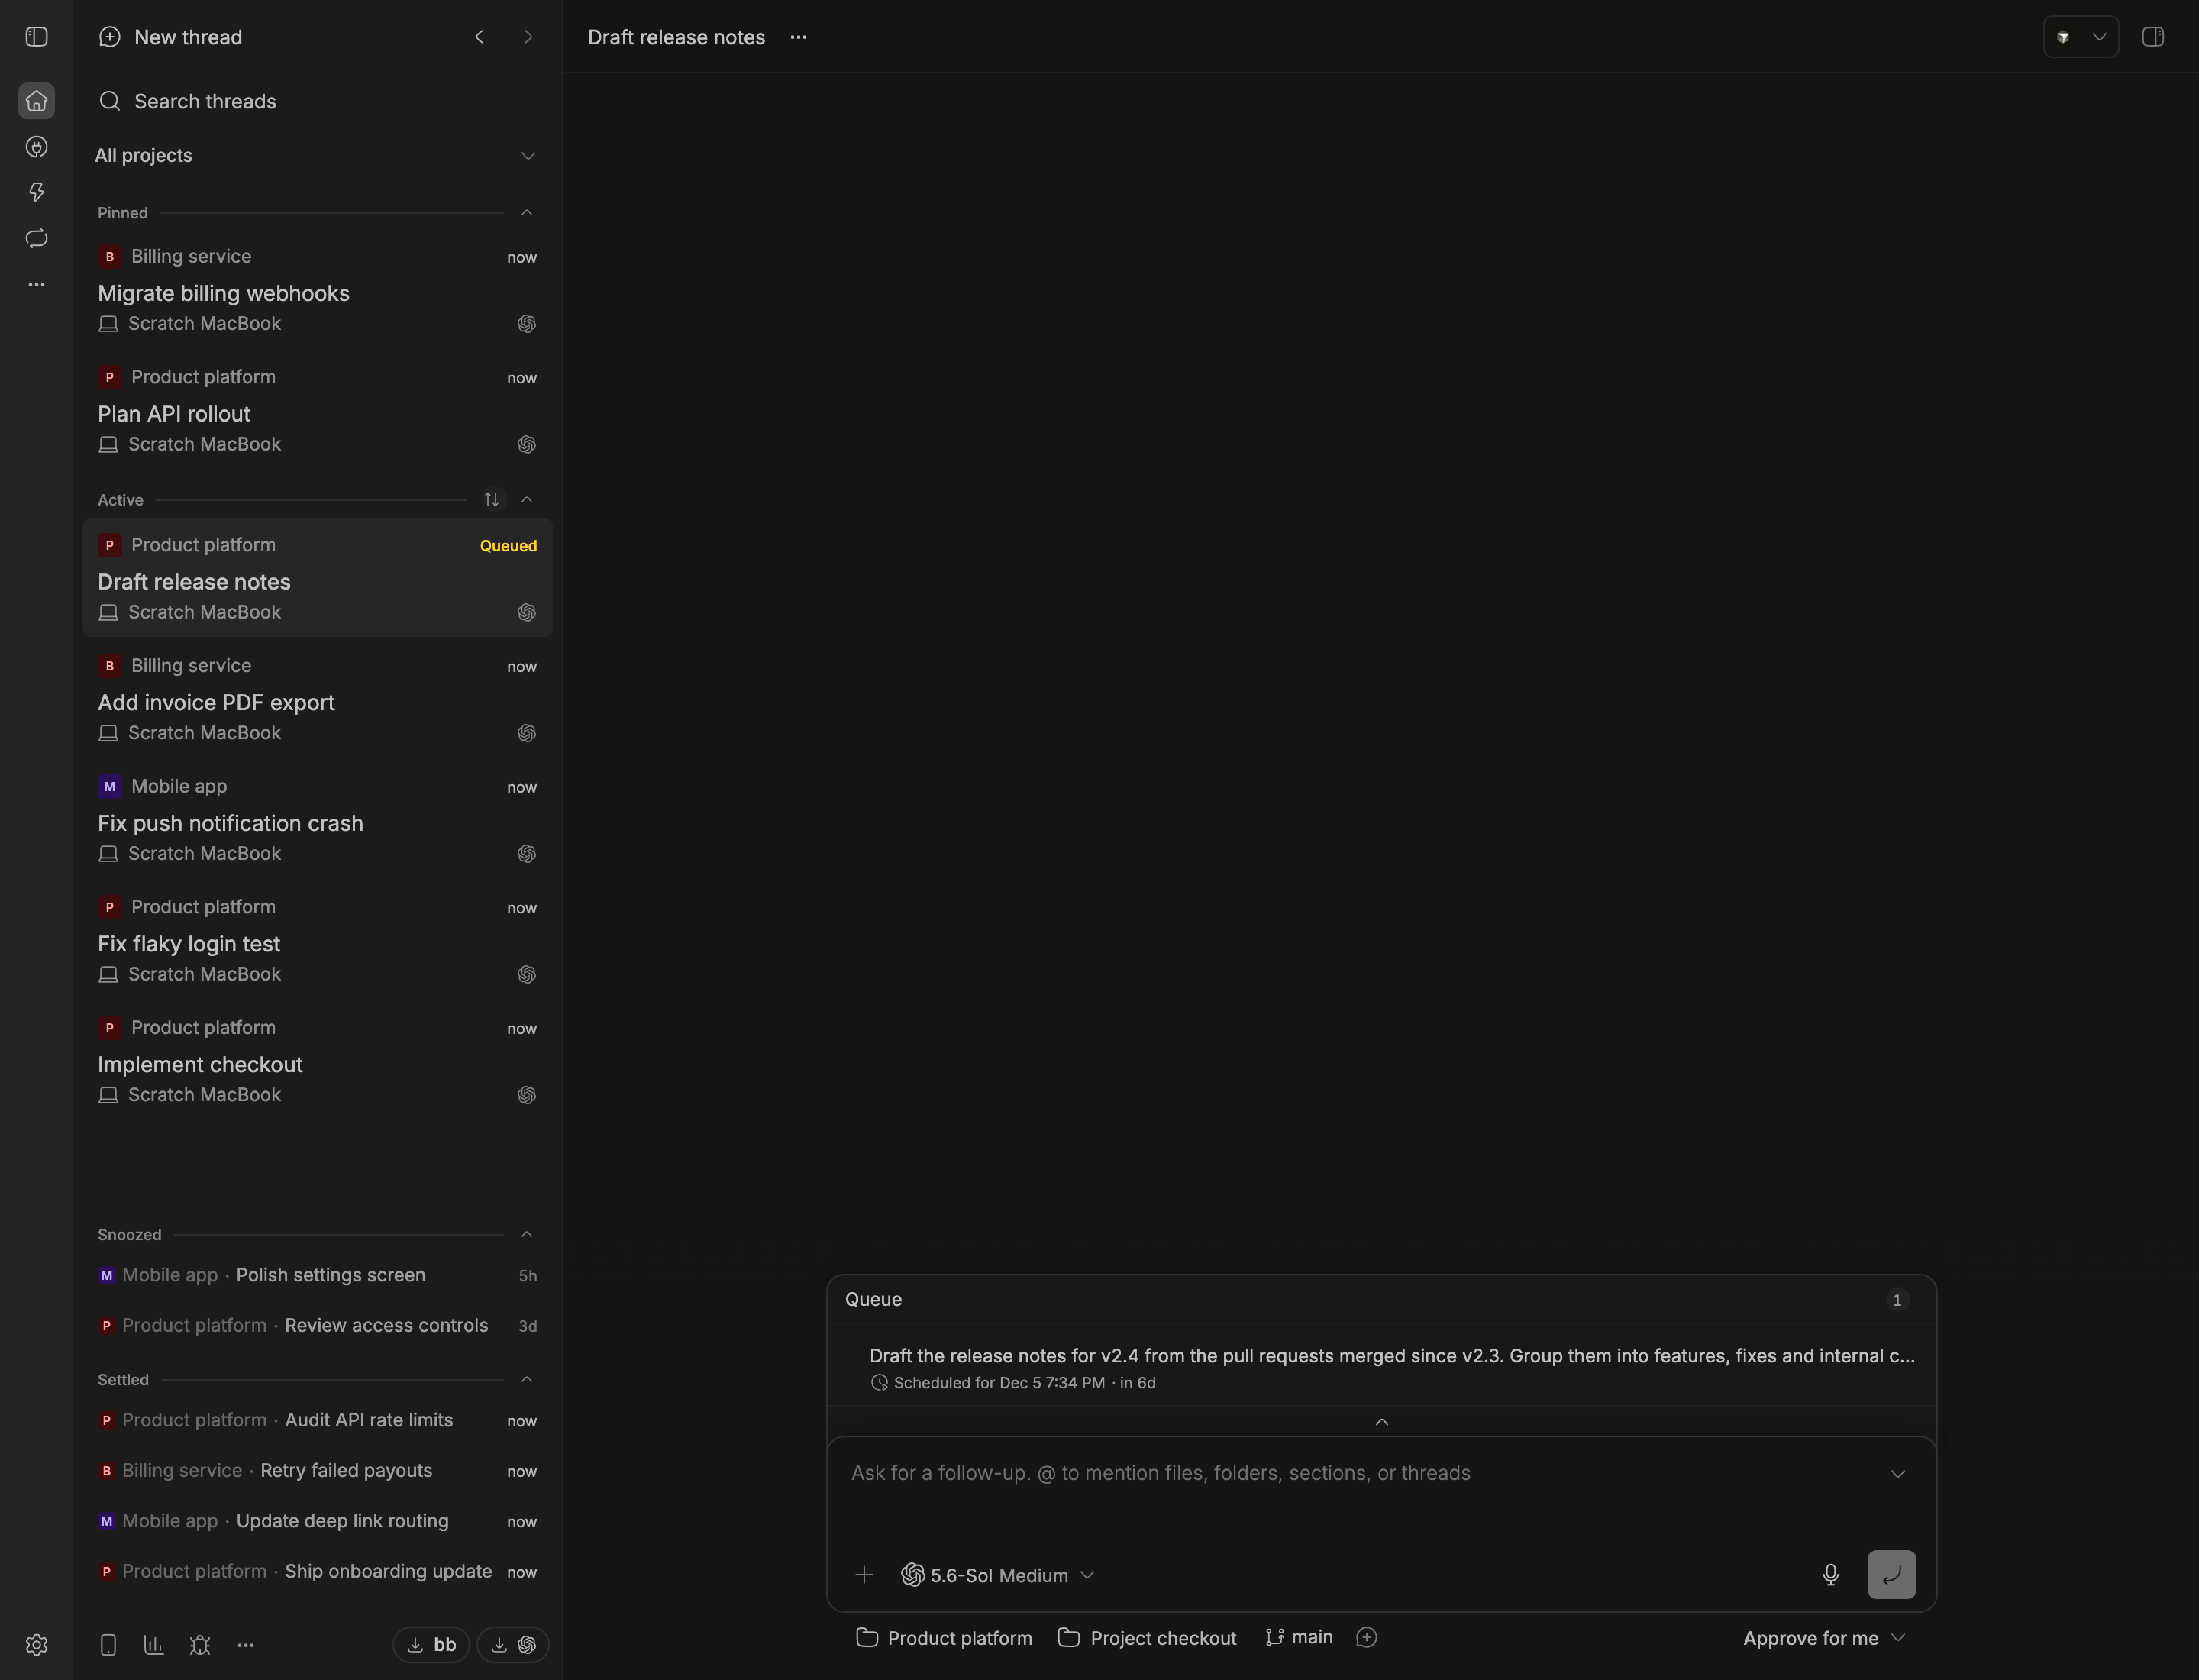 New thread
Search threads
All projects
Pinned
B Billing service now
Migrate billing webhooks
Scratch MacBook
P Product platform now
Plan API rollout
Scratch MacBook
Active
P Product platform Queued
Draft release notes
Scratch MacBook
B Billing service now
Add invoice PDF export
Scratch MacBook
M Mobile app now
Fix push notification crash
Scratch MacBook
P Product platform now
Fix flaky login test
Scratch MacBook
P Product platform now
Implement checkout
Scratch MacBook
Snoozed
M Mobile app · Polish settings screen 5h
P Product platform · Review access controls 3d
Settled
P Product platform · Audit API rate limits now
B Billing service · Retry failed payouts now
M Mobile app · Update deep link routing now
P Product platform · Ship onboarding update now
bb
Draft release notes
Queue 1
Draft the release notes for v2.4 from the pull requests merged since v2.3. Group them into features, fixes and internal c...
Scheduled for Dec 5 7:34 PM · in 6d
Ask for a follow-up. @ to mention files, folders, sections, or threads
5.6-Sol Medium
Product platform Project checkout main Approve for me